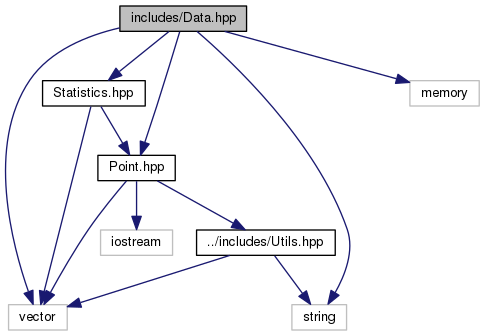 includes/Data.hpp
Statistics.hpp
memory
Point.hpp
iostream
../includes/Utils.hpp
vector
string